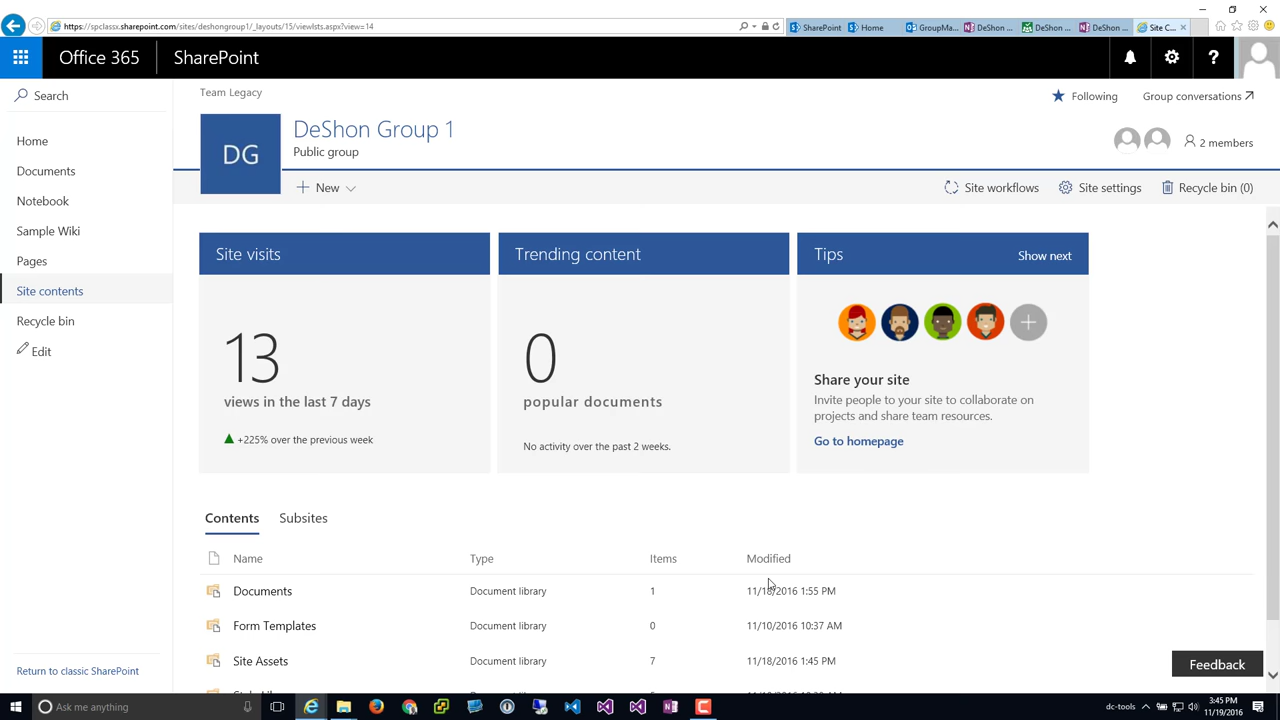 https://spclassx.sharepoint.com/sites/deshongroup1/_layouts/15/viewlsts.aspx?view=14
SharePoint
Home
GroupMa...
DeShon ...
DeShon ...
DeShon ...
Site C...
Office 365
SharePoint
?
Search
Team Legacy
Following
Group conversations
DG
DeShon Group 1
Public group
2 members
Home
Documents
Notebook
Sample Wiki
Pages
Site contents
Recycle bin
Edit
New
Site workflows
Site settings
Recycle bin (0)
Site visits
13
views in the last 7 days
+225% over the previous week
Trending content
0
popular documents
No activity over the past 2 weeks.
Tips
Show next
Share your site
Invite people to your site to collaborate on
projects and share team resources.
Go to homepage
Contents
Subsites
Name Type Items Modified
Documents Document library 1 11/18/2016 1:55 PM
Form Templates Document library 0 11/10/2016 10:37 AM
Site Assets Document library 7 11/18/2016 1:45 PM
Return to classic SharePoint
Feedback
Ask me anything
dc-tools
3:45 PM
11/19/2016